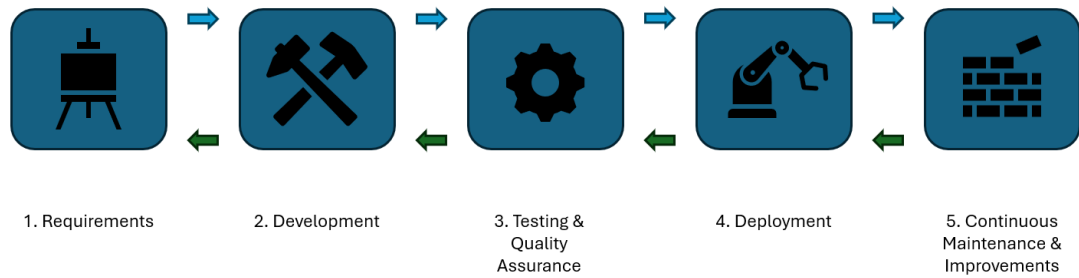 1. Requirements
2. Development
3. Testing &
Quality
Assurance
4. Deployment
5. Continuous
Maintenance &
Improvements